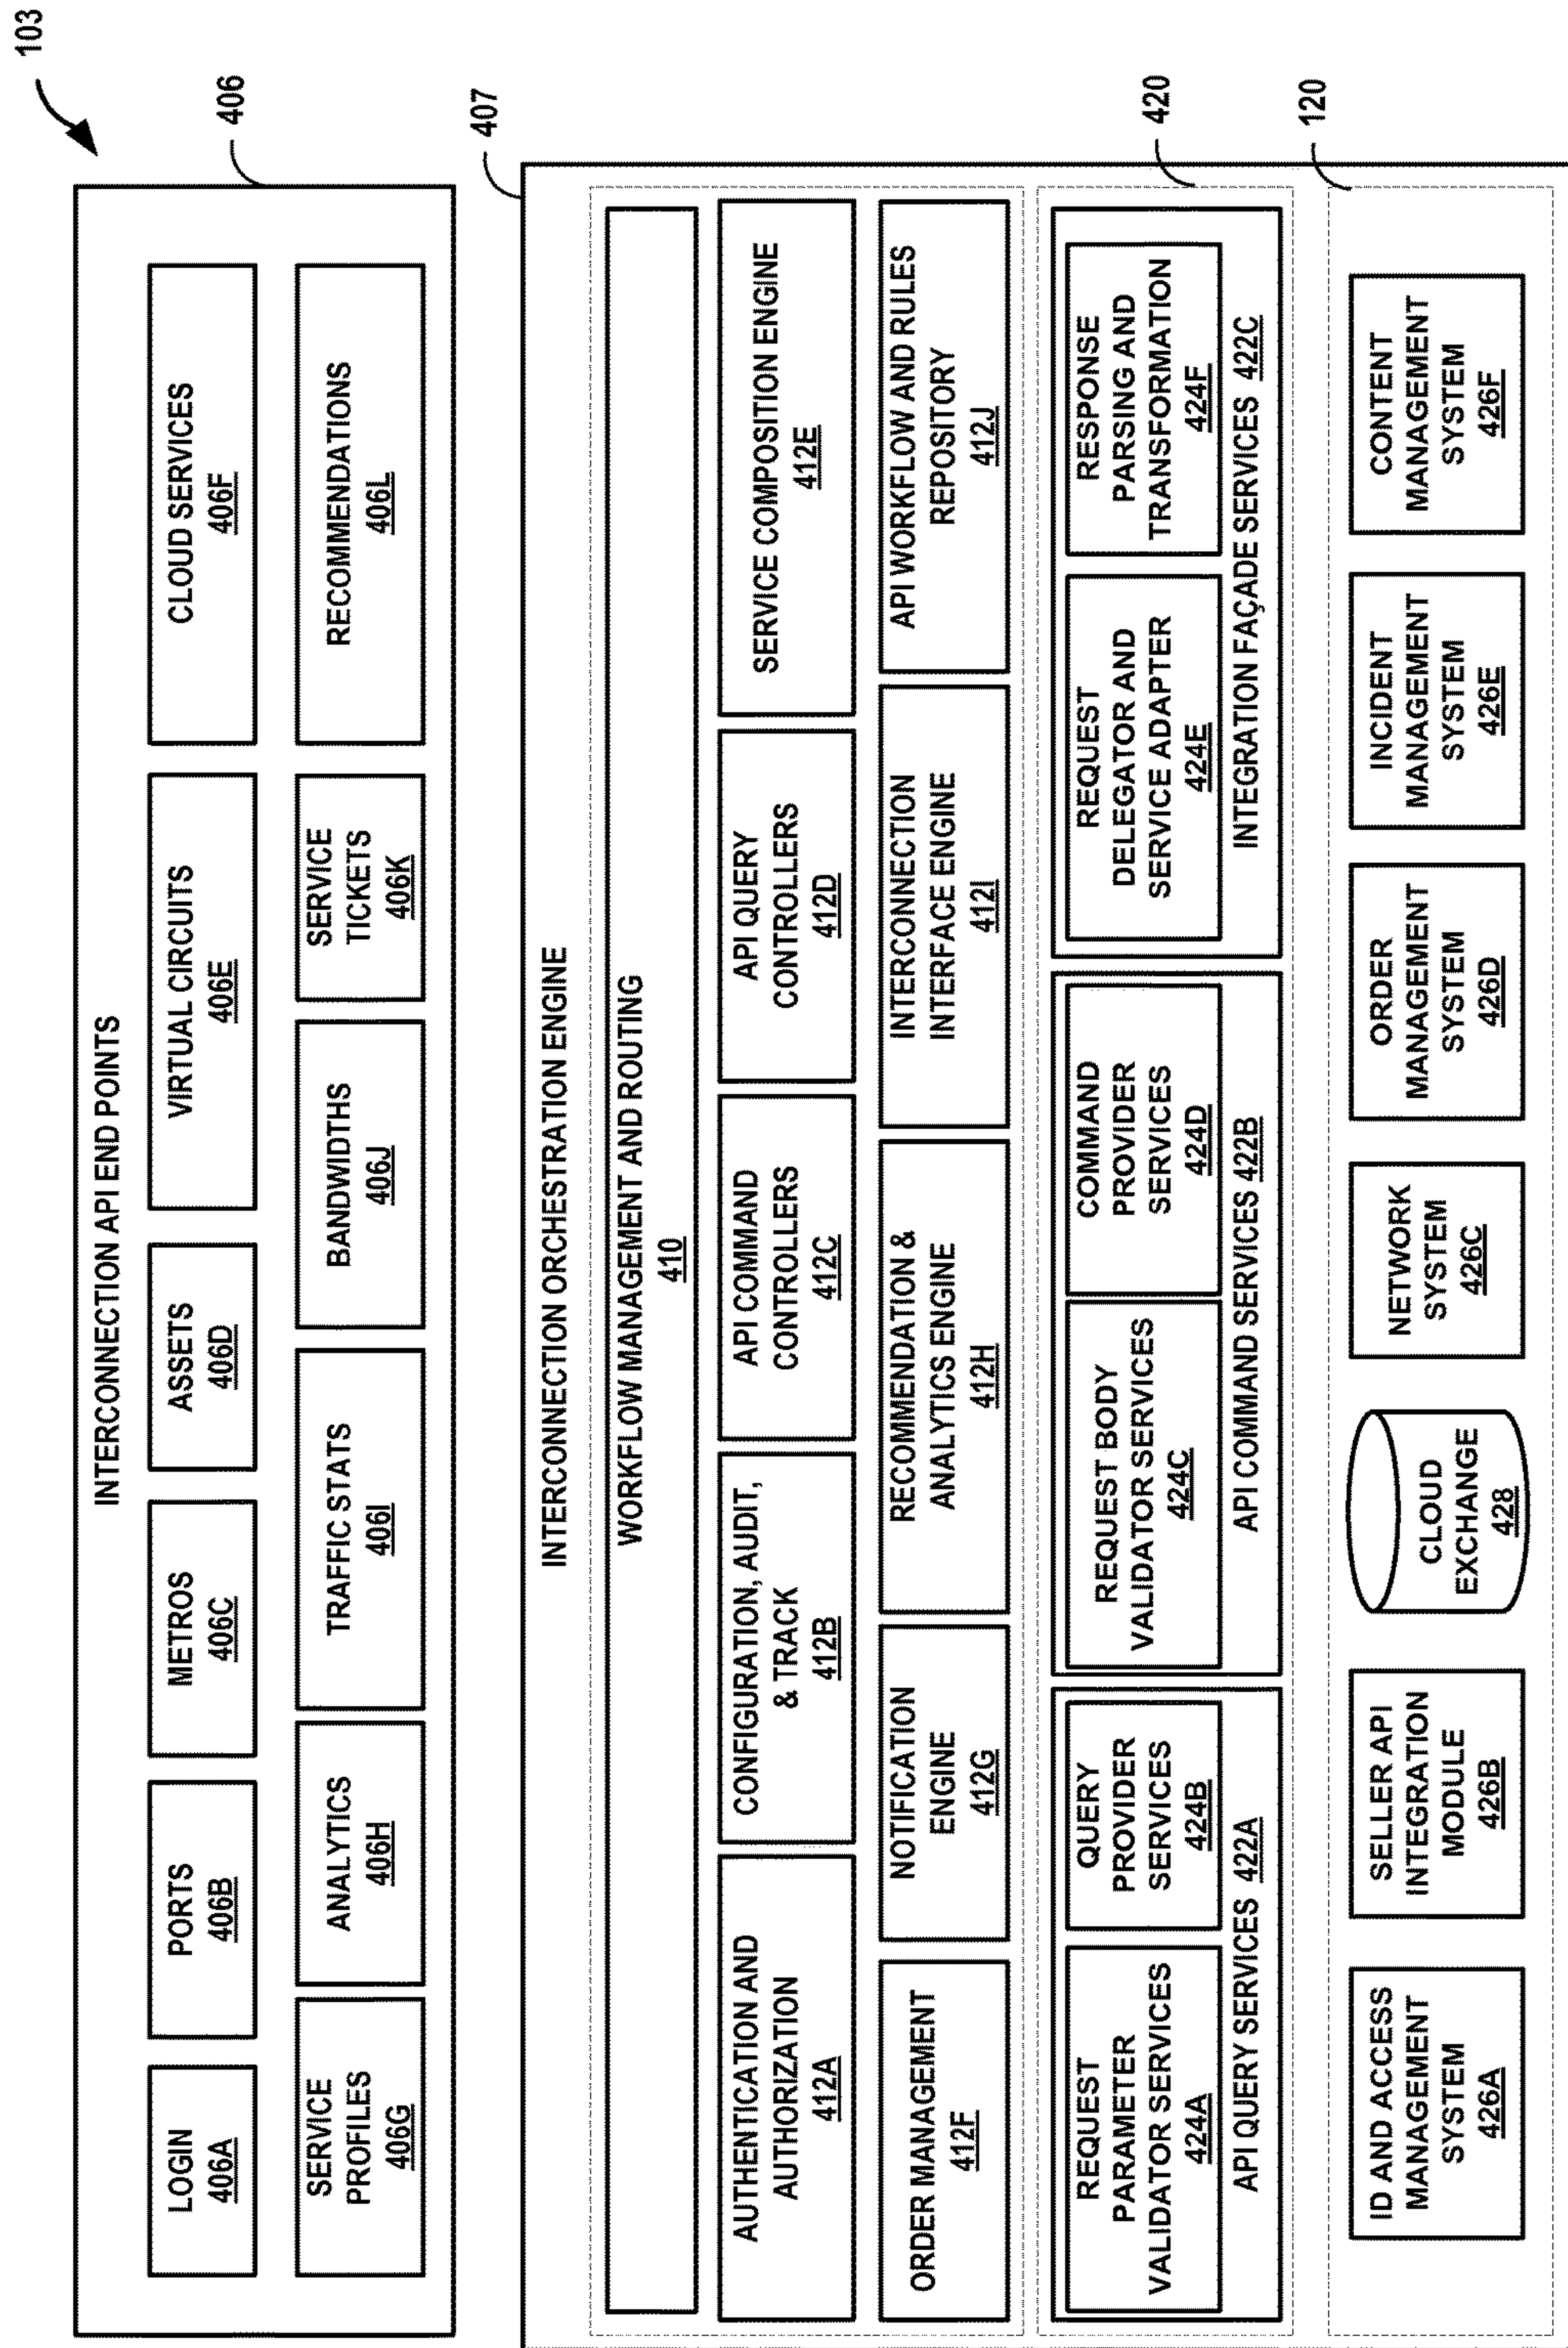 103
INTERCONNECTION API END POINTS
406
LOGIN
406A
PORTS
406B
METROS
406C
ASSETS
406D
VIRTUAL CIRCUITS
406E
CLOUD SERVICES
406F
SERVICE
PROFILES
406G
ANALYTICS
406H
TRAFFIC STATS
406I
BANDWIDTHS
406J
SERVICE
TICKETS
406K
RECOMMENDATIONS
406L
407
INTERCONNECTION ORCHESTRATION ENGINE
WORKFLOW MANAGEMENT AND ROUTING
410
AUTHENTICATION AND
AUTHORIZATION
412A
CONFIGURATION, AUDIT,
& TRACK
412B
API COMMAND
CONTROLLERS
412C
API QUERY
CONTROLLERS
412D
SERVICE COMPOSITION ENGINE
412E
ORDER MANAGEMENT
412F
NOTIFICATION
ENGINE
412G
RECOMMENDATION &
ANALYTICS ENGINE
412H
INTERCONNECTION
INTERFACE ENGINE
412I
API WORKFLOW AND RULES
REPOSITORY
412J
420
REQUEST
PARAMETER
VALIDATOR SERVICES
424A
QUERY
PROVIDER
SERVICES
424B
API QUERY SERVICES 422A
REQUEST BODY
VALIDATOR SERVICES
424C
COMMAND
PROVIDER
SERVICES
424D
API COMMAND SERVICES 422B
REQUEST
DELEGATOR AND
SERVICE ADAPTER
424E
RESPONSE
PARSING AND
TRANSFORMATION
424F
INTEGRATION FAÇADE SERVICES 422C
120
ID AND ACCESS
MANAGEMENT
SYSTEM
426A
SELLER API
INTEGRATION
MODULE
426B
CLOUD
EXCHANGE
428
NETWORK
SYSTEM
426C
ORDER
MANAGEMENT
SYSTEM
426D
INCIDENT
MANAGEMENT
SYSTEM
426E
CONTENT
MANAGEMENT
SYSTEM
426F